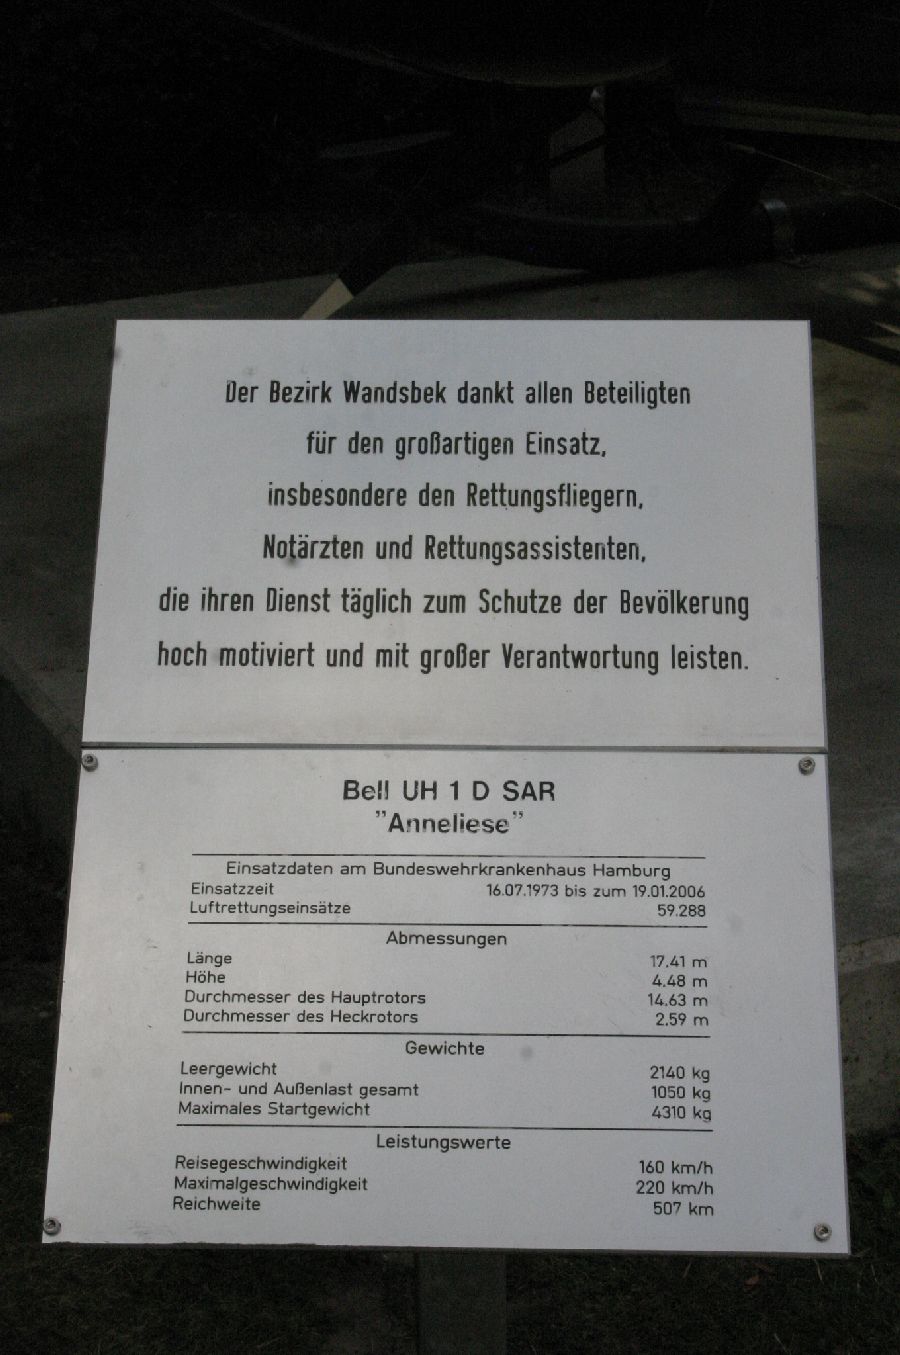 Der Bezirk Wandsbek dankt allen Beteiligten
für den großartigen Einsatz,
insbesondere den Rettungsfliegern,
Notärzten und Rettungsassistenten,
die ihren Dienst täglich zum Schutze der Bevölkerung
hoch motiviert und mit großer Verantwortung leisten.
Bell UH 1 D SAR
"Anneliese"
Einsatzdaten am Bundeswehrkrankenhaus Hamburg
Einsatzzeit 16.07.1973 bis zum 19.01.2006
Luftrettungseinsätze 59.288
Abmessungen
Länge 17.41 m
Höhe 4.48 m
Durchmesser des Hauptrotors 14.63 m
Durchmesser des Heckrotors 2.59 m
Gewichte
Leergewicht 2140 kg
Innen- und Außenlast gesamt 1050 kg
Maximales Startgewicht 4310 kg
Leistungswerte
Reisegeschwindigkeit 160 km/h
Maximalgeschwindigkeit 220 km/h
Reichweite 507 km